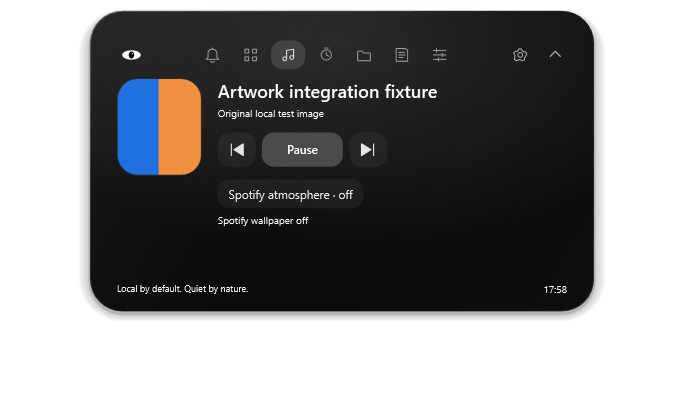 Artwork integration fixture
Original local test image
Pause
Spotify atmosphere · off
Spotify wallpaper off
Local by default. Quiet by nature.
17:58